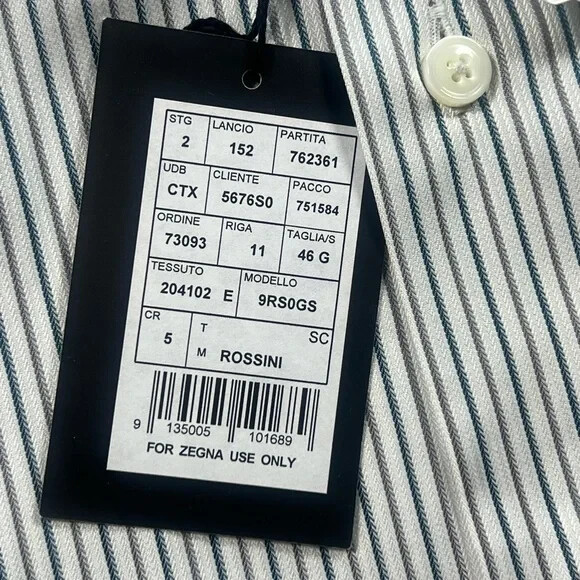 STG LANCIO PARTITA
2 152 762361
UDB CLIENTE PACCO
CTX 5676S0 751584
ORDINE RIGA TAGLIA/S
73093 11 46 G
TESSUTO MODELLO
204102 E 9RS0GS
CR T SC
5 M ROSSINI
9 135005 101689
FOR ZEGNA USE ONLY